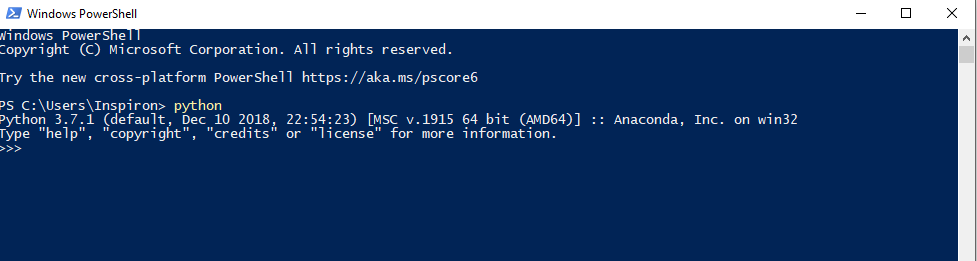 Windows PowerShell
Windows PowerShell
Copyright (C) Microsoft Corporation. All rights reserved.
Try the new cross-platform PowerShell https://aka.ms/pscore6
PS C:\Users\Inspiron> python
Python 3.7.1 (default, Dec 10 2018, 22:54:23) [MSC v.1915 64 bit (AMD64)] :: Anaconda, Inc. on win32
Type "help", "copyright", "credits" or "license" for more information.
>>>